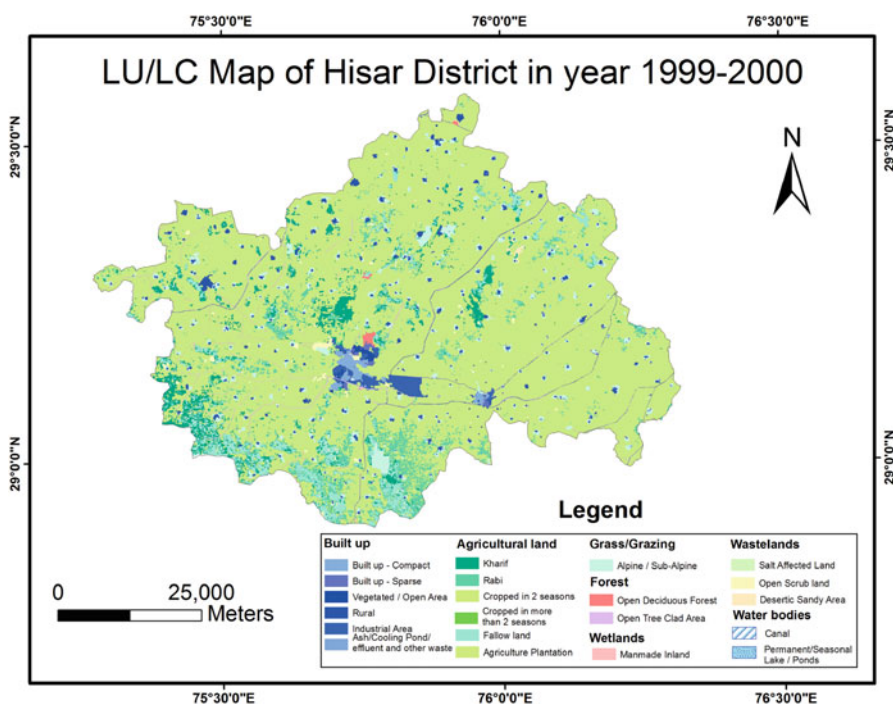 75°30'0"E 76°0'0"E 76°30'0"E
LU/LC Map of Hisar District in year 1999-2000
N
29°30'0"N 29°30'0"N
29°0'0"N 29°0'0"N
0 25,000
Meters
Legend
Built up
Built up - Compact
Built up - Sparse
Vegetated / Open Area
Rural
Industrial Area
Ash/Cooling Pond/
effluent and other waste
Agricultural land
Kharif
Rabi
Cropped in 2 seasons
Cropped in more
than 2 seasons
Fallow land
Agriculture Plantation
Grass/Grazing
Alpine / Sub-Alpine
Forest
Open Deciduous Forest
Open Tree Clad Area
Wetlands
Manmade Inland
Wastelands
Salt Affected Land
Open Scrub land
Desertic Sandy Area
Water bodies
Canal
Permanent/Seasonal
Lake / Ponds
75°30'0"E 76°0'0"E 76°30'0"E